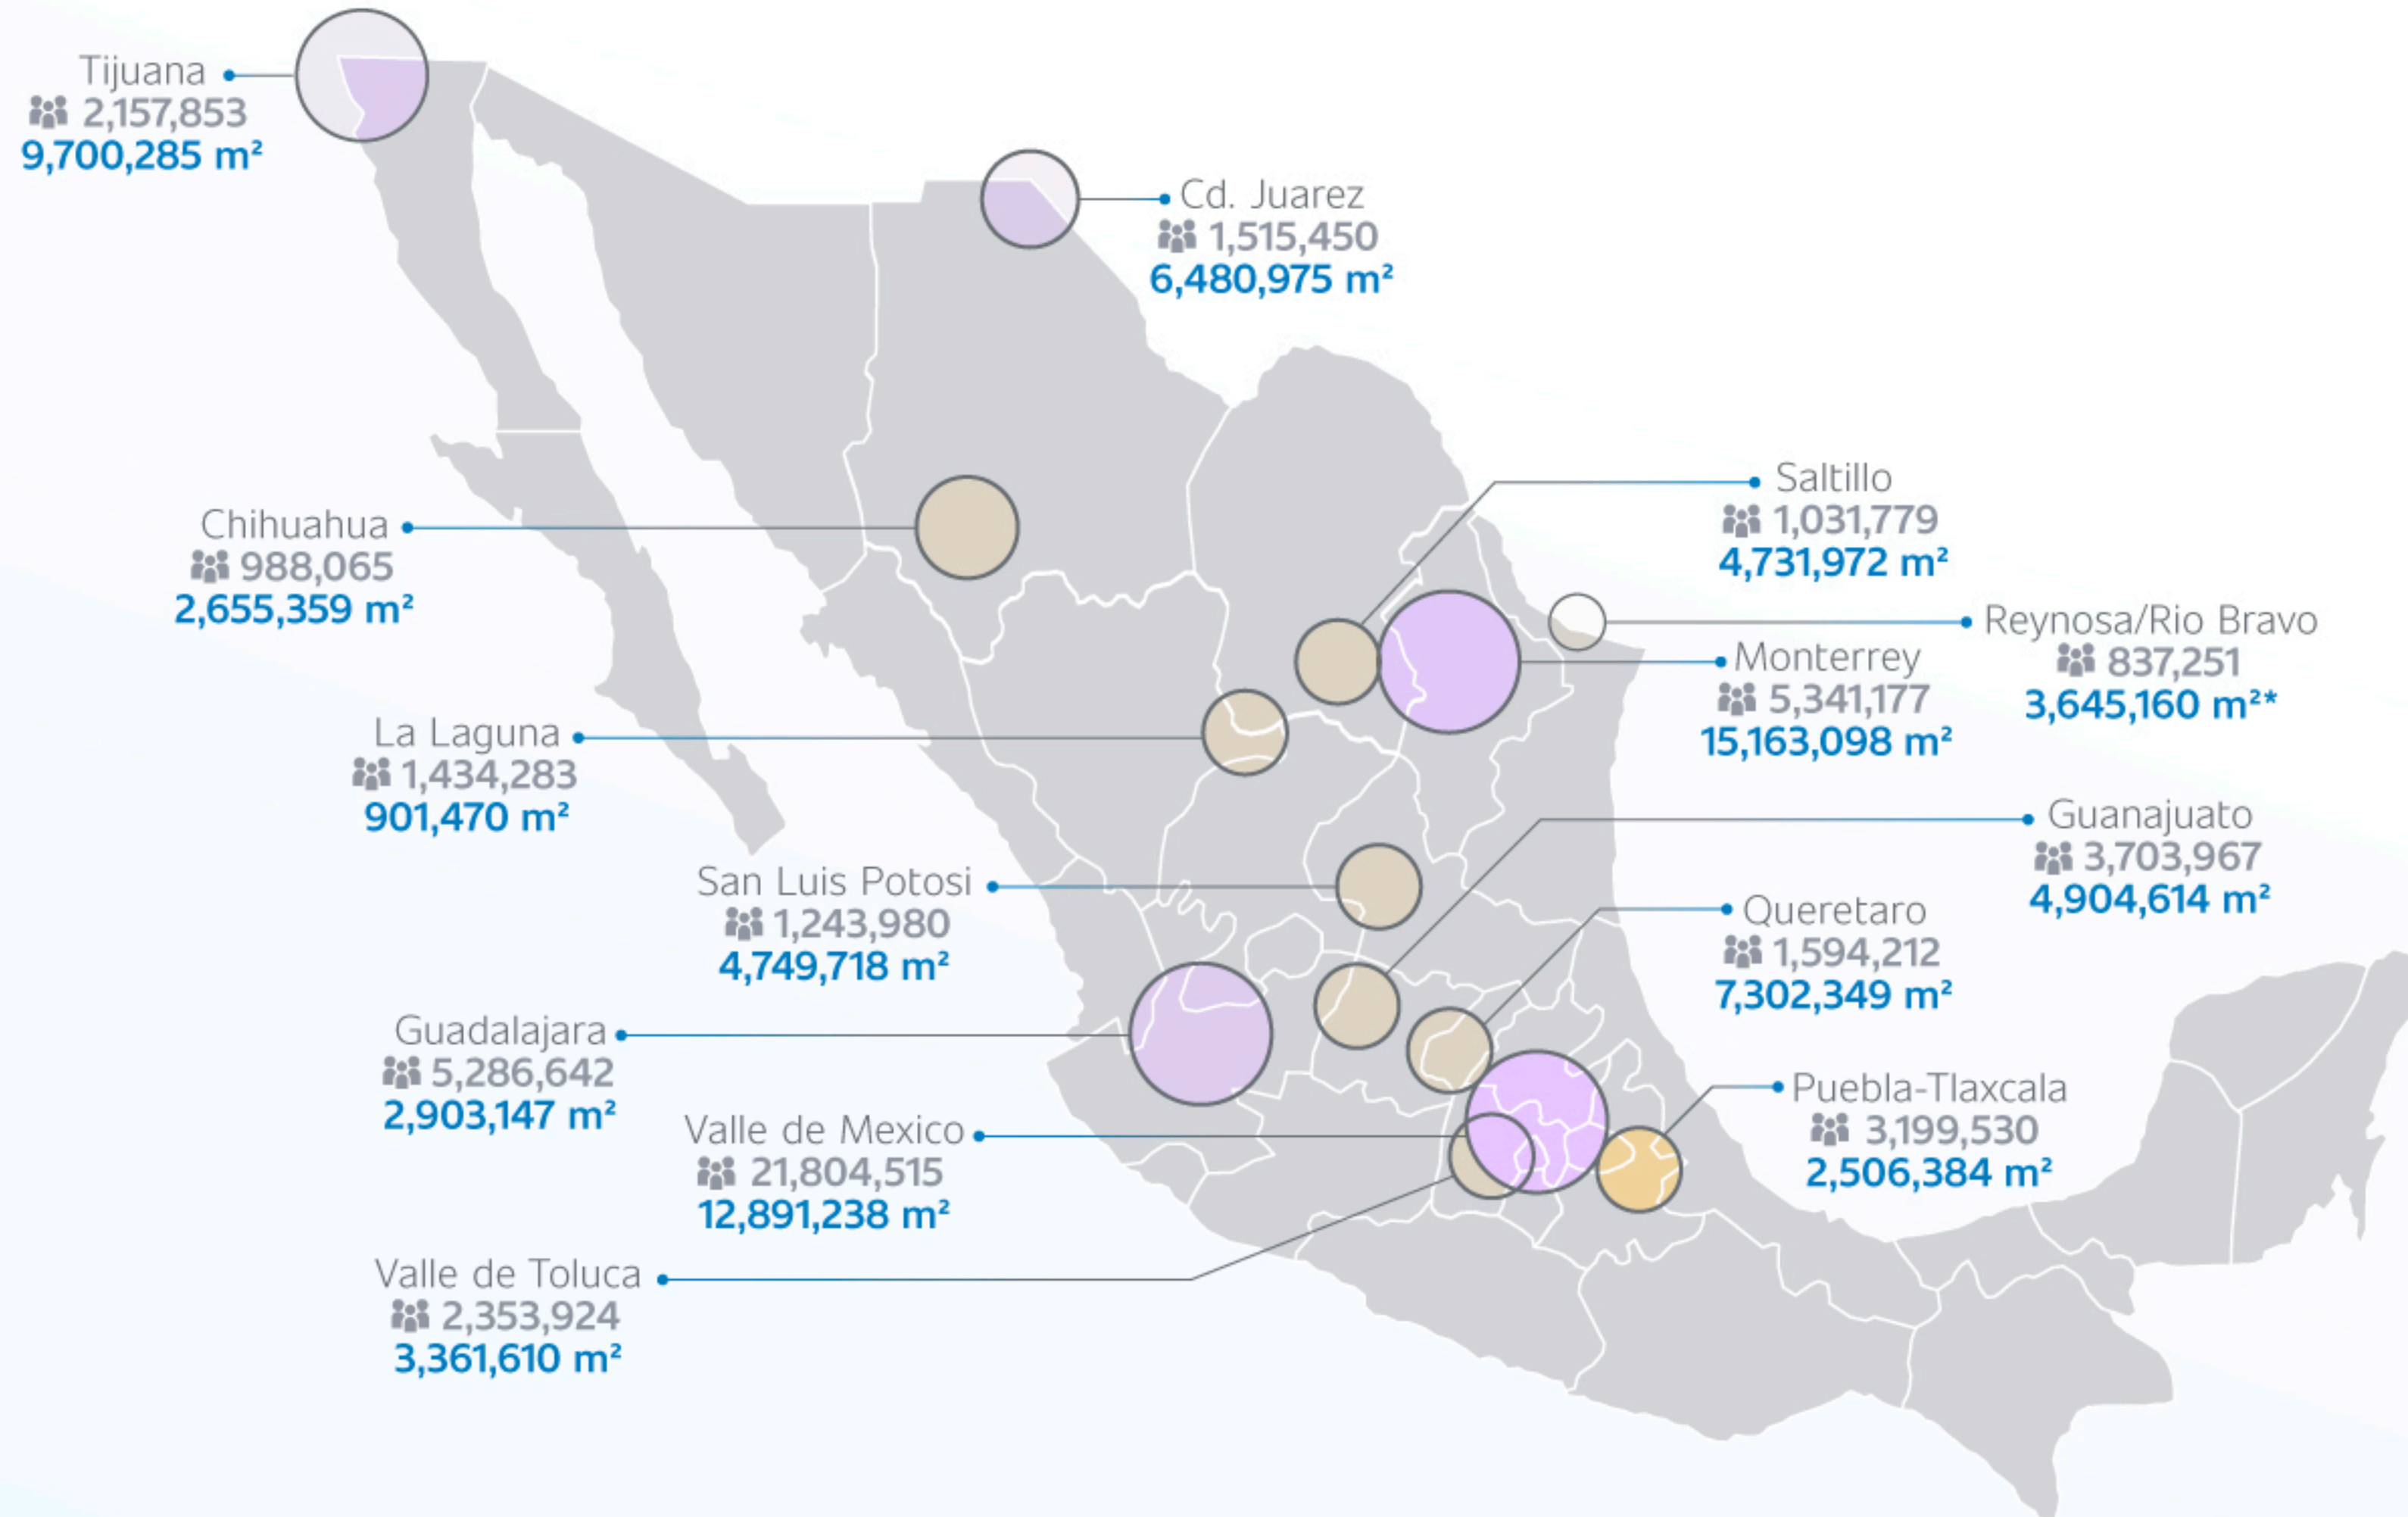 Tijuana
2,157,853
9,700,285 m²
Cd. Juarez
1,515,450
6,480,975 m²
Chihuahua
988,065
2,655,359 m²
Saltillo
1,031,779
4,731,972 m²
Reynosa/Rio Bravo
837,251
3,645,160 m²*
Monterrey
5,341,177
15,163,098 m²
La Laguna
1,434,283
901,470 m²
Guanajuato
3,703,967
4,904,614 m²
San Luis Potosi
1,243,980
4,749,718 m²
Queretaro
1,594,212
7,302,349 m²
Guadalajara
5,286,642
2,903,147 m²
Puebla-Tlaxcala
3,199,530
2,506,384 m²
Valle de Mexico
21,804,515
12,891,238 m²
Valle de Toluca
2,353,924
3,361,610 m²